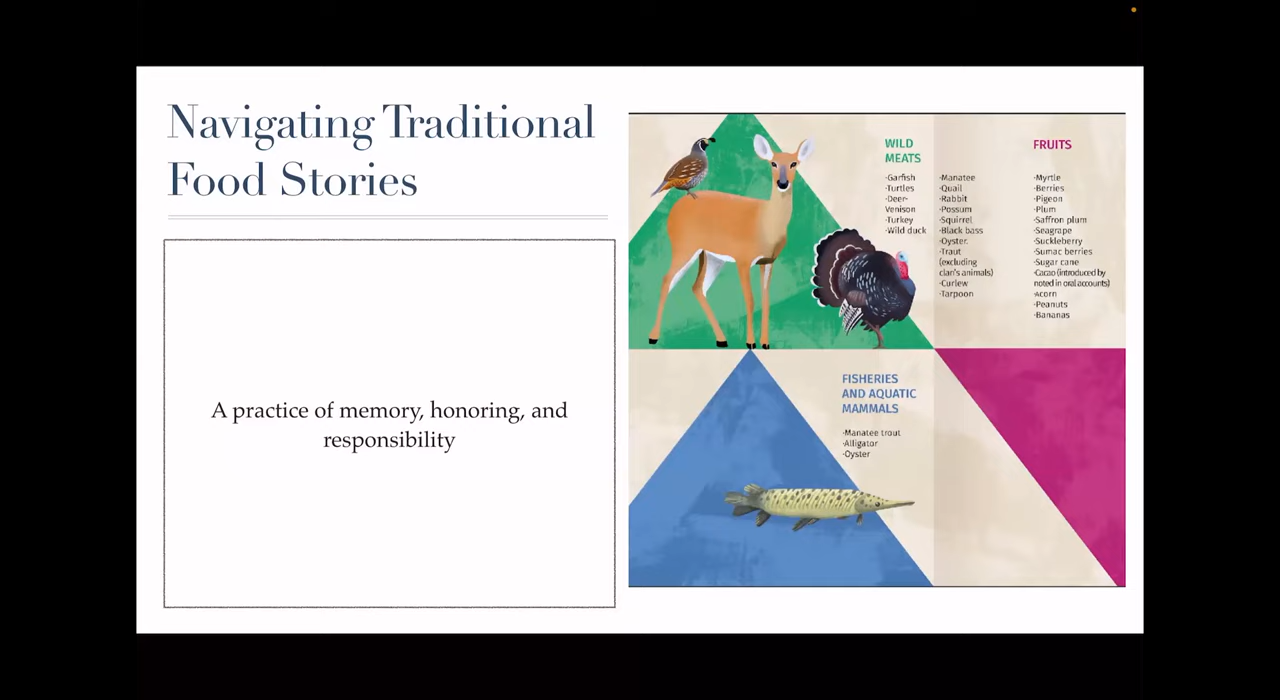 Navigating Traditional
Food Stories
A practice of memory, honoring, and
responsibility
WILD
MEATS
·Garfish
·Turtles
·Deer-
Venison
·Turkey
·Wild duck
·Manatee
·Quail
·Rabbit
·Possum
·Squirrel
·Black bass
·Oyster.
·Traut
(excluding
clan's animals)
·Curlew
·Tarpoon
FRUITS
·Myrtle
·Berries
·Pigeon
·Plum
·Saffron plum
·Seagrape
·Suckleberry
·Sumac berries
·Sugar cane
·Cacao (introduced by
noted in oral accounts)
·Acorn
·Peanuts
·Bananas
FISHERIES
AND AQUATIC
MAMMALS
·Manatee trout
·Alligator
·Oyster